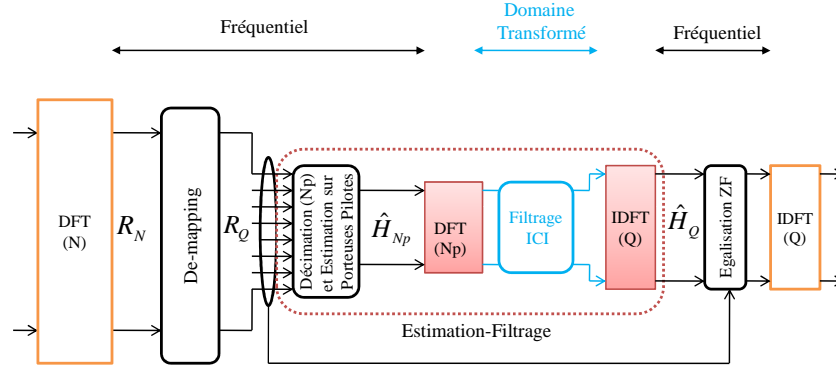 Fréquentiel
Domaine
Transformé
Fréquentiel
DFT
(N)
R_N
De-mapping
R_Q
Décimation (Np)
et Estimation sur
Porteuses Pilotes
Ĥ_Np
DFT
(Np)
Filtrage
ICI
IDFT
(Q)
Ĥ_Q
Egalisation ZF
IDFT
(Q)
Estimation-Filtrage